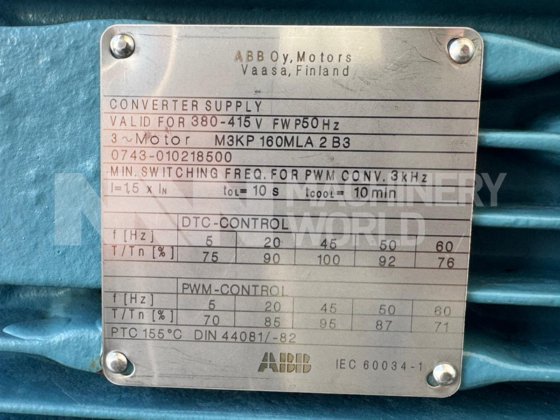 ABB Oy, Motors
Vaasa, Finland
CONVERTER SUPPLY
VALID FOR 380-415 V FWP 50 Hz
3~Motor M3KP 160MLA 2 B3
0743-010218500
MIN. SWITCHING FREQ. FOR PWM CONV. 3kHz
I=1,5 x IN tOL= 10 s tCOOL= 10 min
DTC-CONTROL
f [Hz] 5 20 45 50 60
T/Tn [%] 75 90 100 92 76
PWM-CONTROL
f [Hz] 5 20 45 50 60
T/Tn [%] 70 85 95 87 71
PTC 155°C DIN 44081/-82
ABB IEC 60034-1
MACHINERY
WORLD